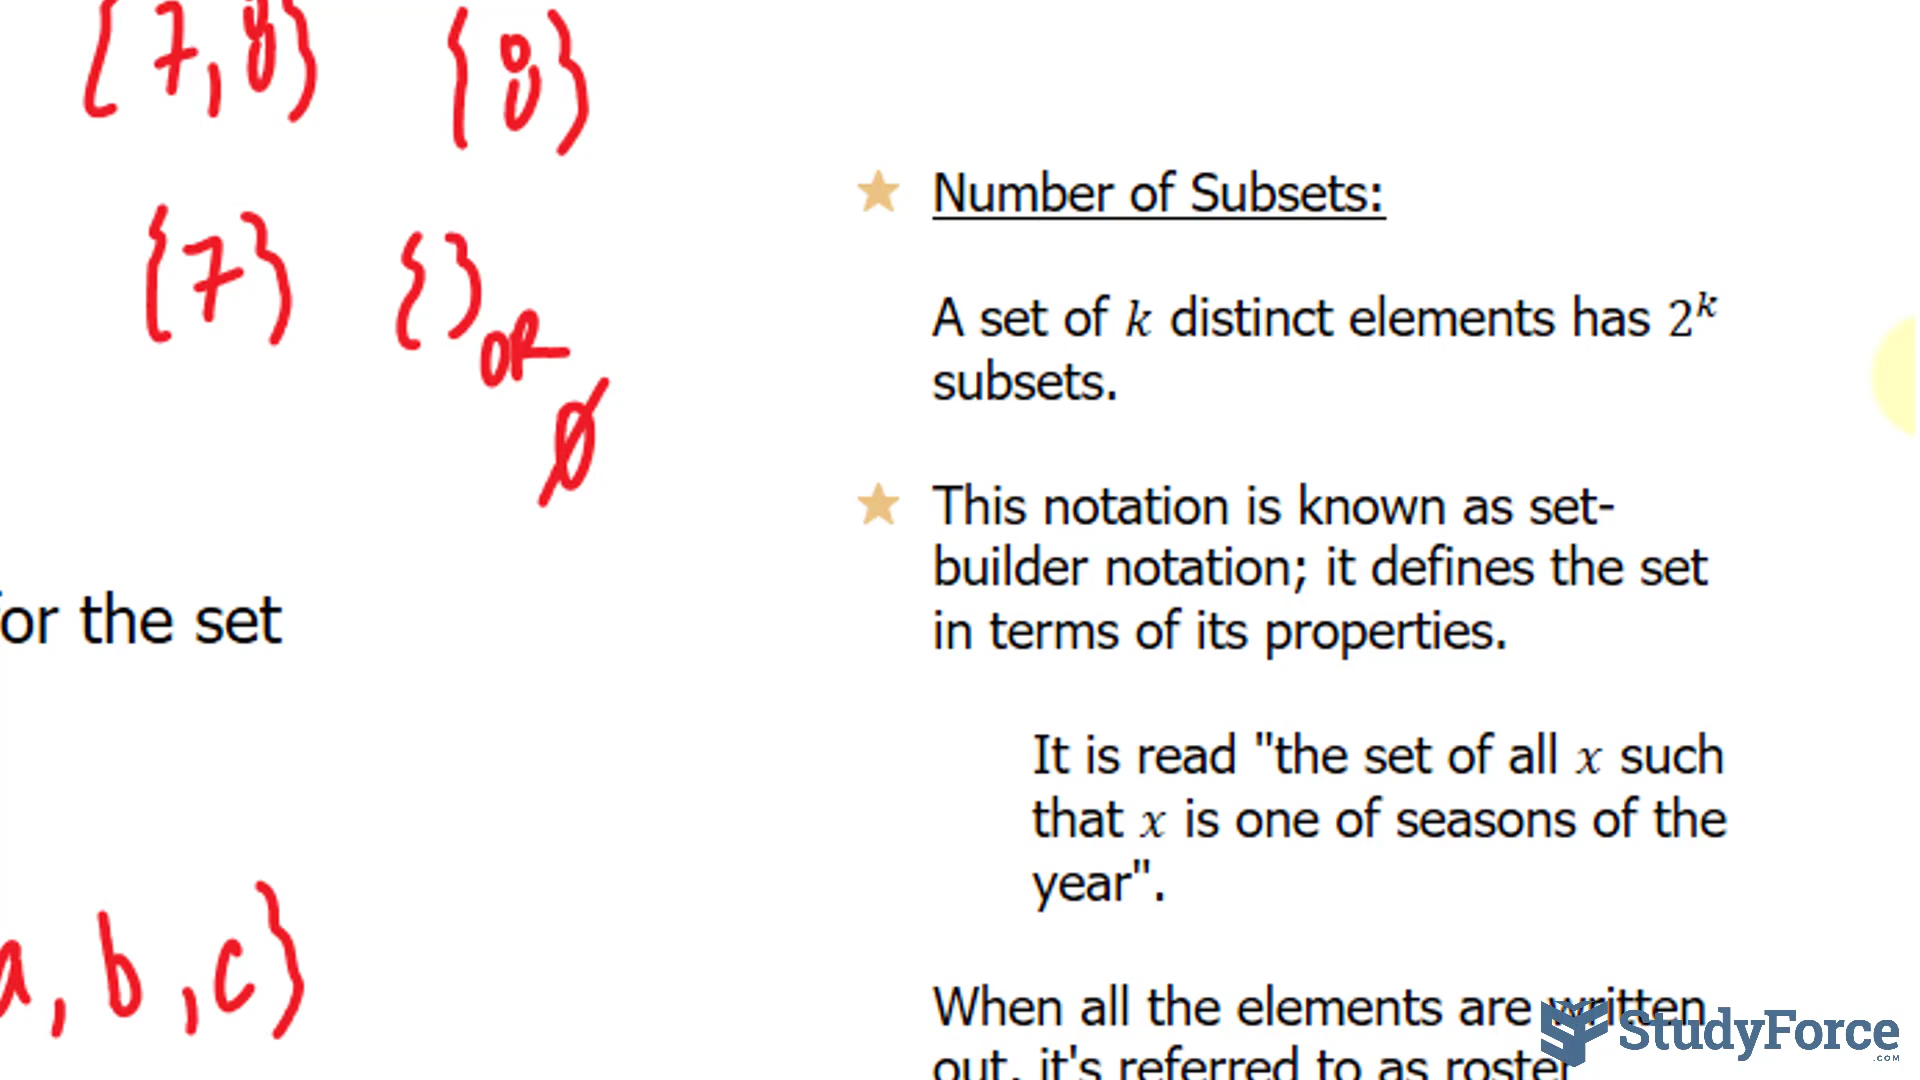 {7,8} {8}
{7} {} OR
Ø
or the set
a, b, c}
Number of Subsets:
A set of k distinct elements has 2ᵏ
subsets.
This notation is known as set-
builder notation; it defines the set
in terms of its properties.
It is read "the set of all x such
that x is one of seasons of the
year".
When all the elements are written
out, it's referred to as roster
StudyForce
.COM